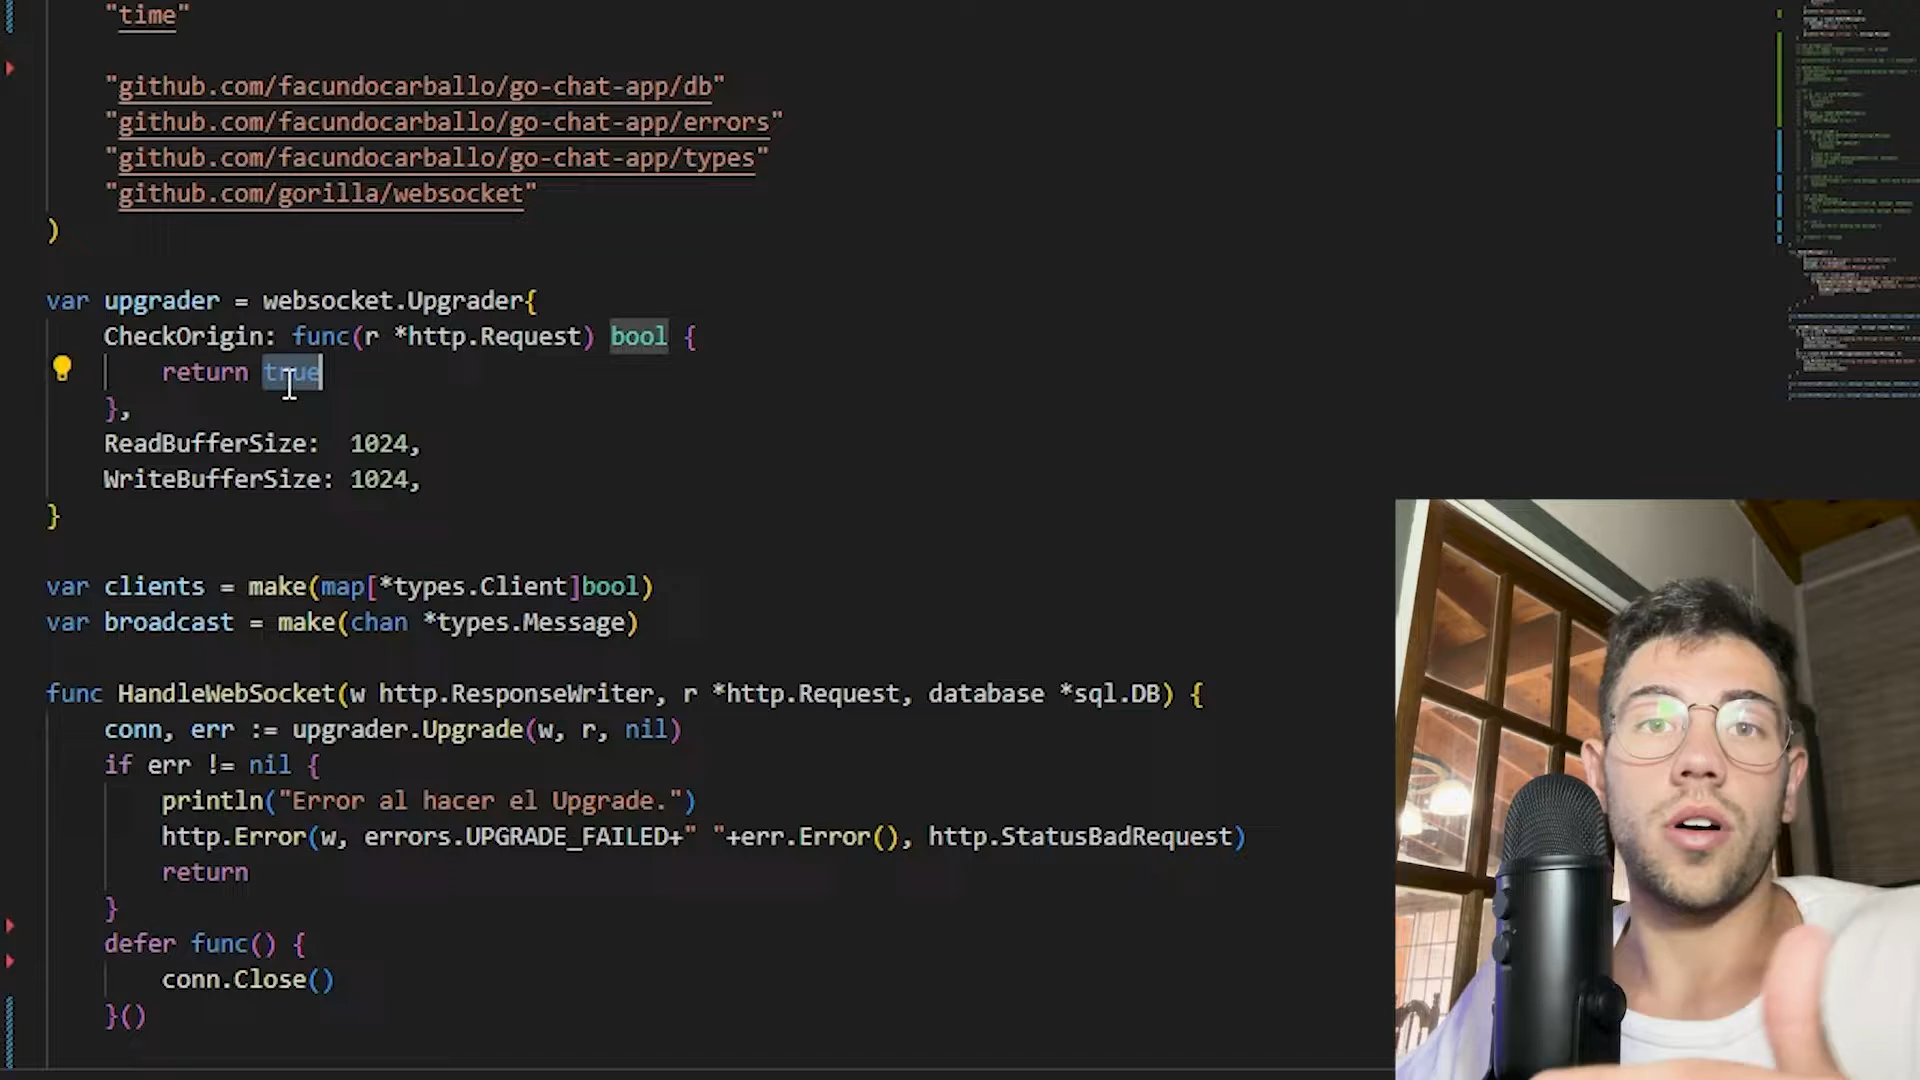 "time"
"github.com/facundocarballo/go-chat-app/db"
"github.com/facundocarballo/go-chat-app/errors"
"github.com/facundocarballo/go-chat-app/types"
"github.com/gorilla/websocket"
)
var upgrader = websocket.Upgrader{
CheckOrigin: func(r *http.Request) bool {
return true
},
ReadBufferSize:  1024,
WriteBufferSize: 1024,
}
var clients = make(map[*types.Client]bool)
var broadcast = make(chan *types.Message)
func HandleWebSocket(w http.ResponseWriter, r *http.Request, database *sql.DB) {
conn, err := upgrader.Upgrade(w, r, nil)
if err != nil {
println("Error al hacer el Upgrade.")
http.Error(w, errors.UPGRADE_FAILED+" "+err.Error(), http.StatusBadRequest)
return
}
defer func() {
conn.Close()
}()